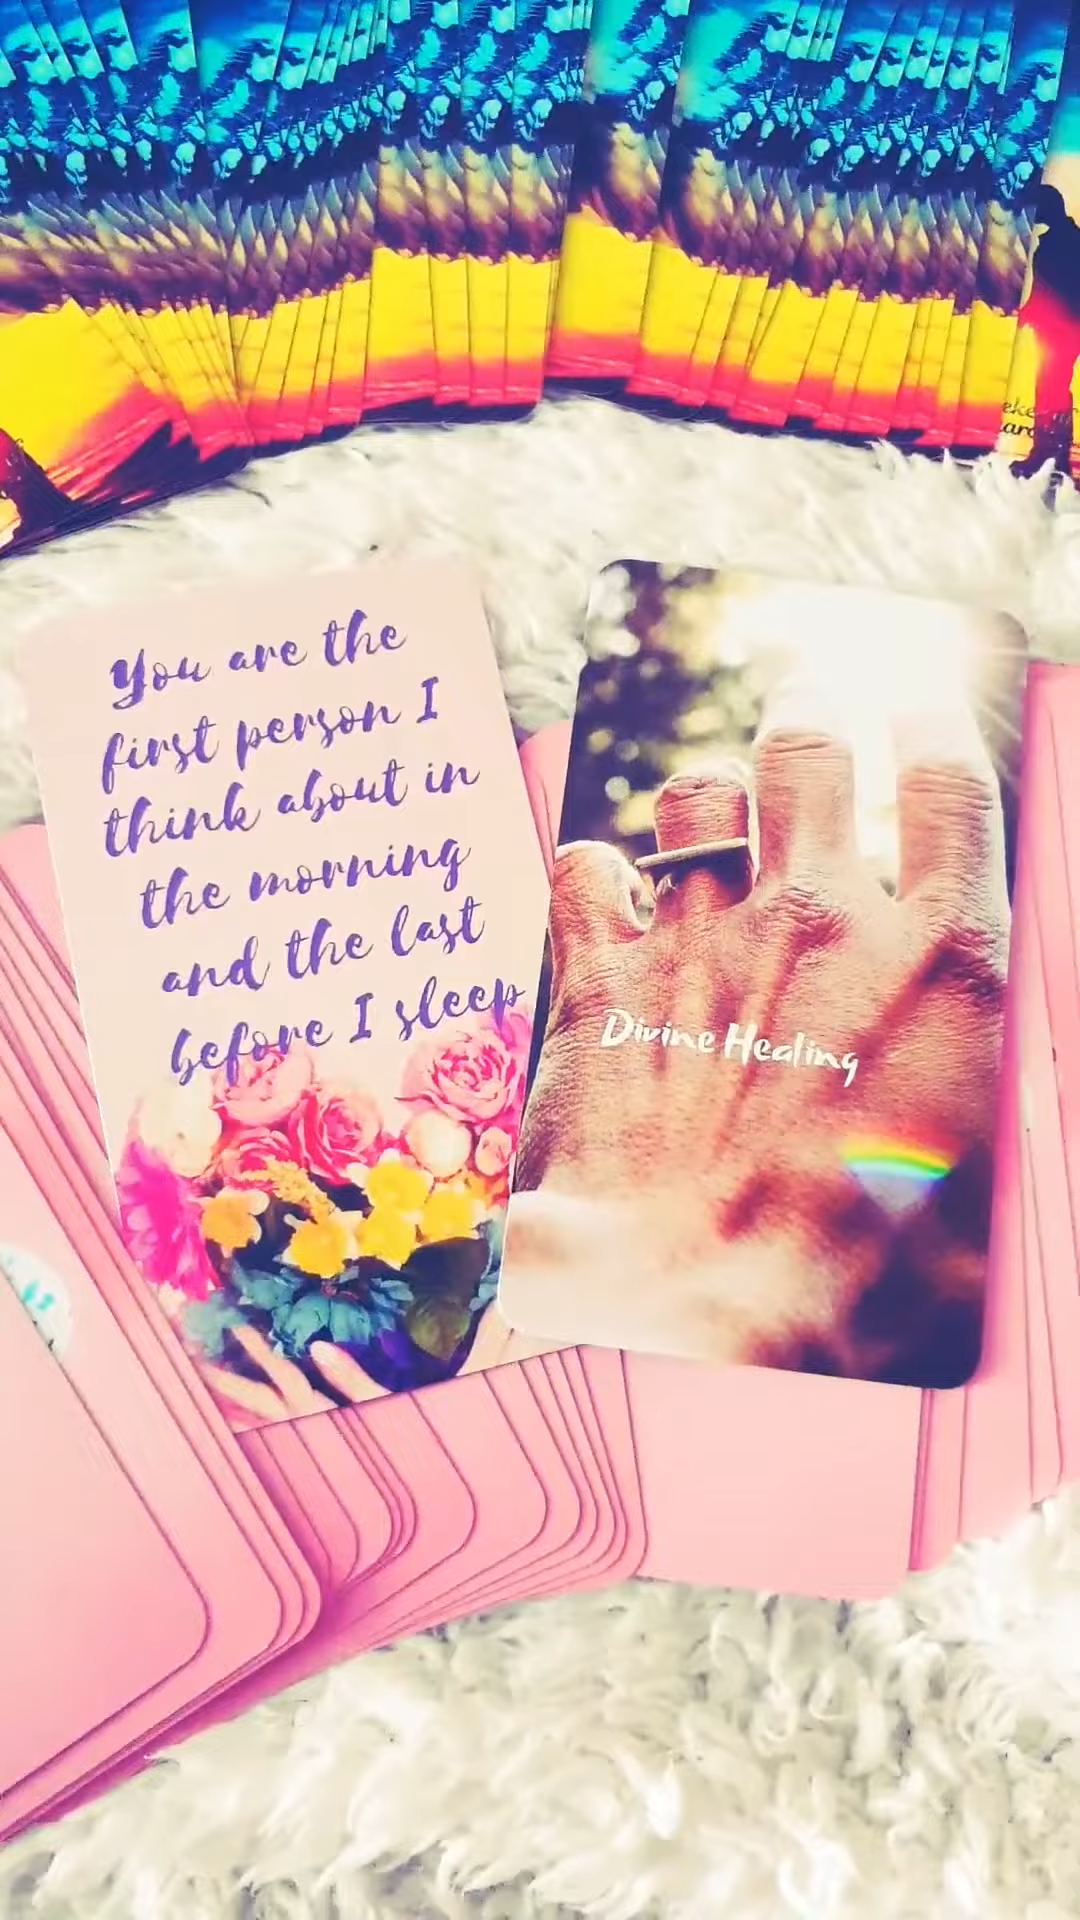 You are the
first person I
think about in
the morning
and the last
before I sleep
Divine Healing